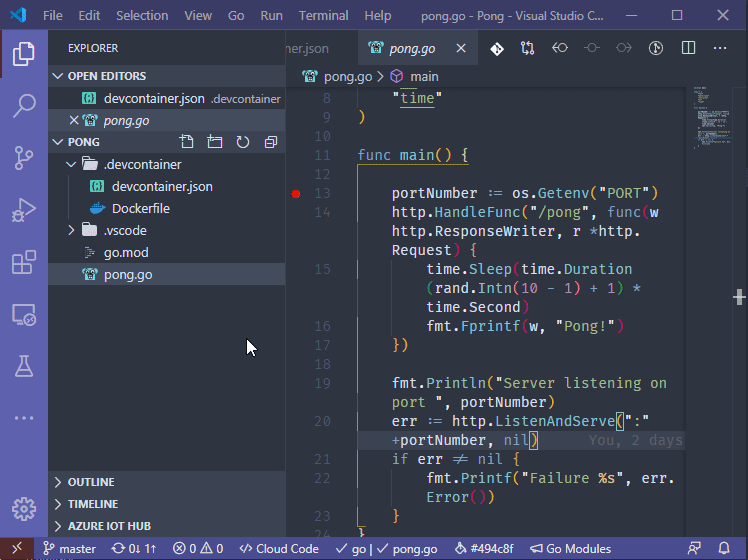 File Edit Selection View Go Run Terminal Help pong.go - Pong - Visual Studio C...
EXPLORER
OPEN EDITORS
devcontainer.json .devcontainer
pong.go
PONG
.devcontainer
devcontainer.json
Dockerfile
.vscode
go.mod
pong.go
OUTLINE
TIMELINE
AZURE IOT HUB
ner.json pong.go
pong.go > main
8 "time"
9 )
10
11 func main() {
12
13 portNumber := os.Getenv("PORT")
14 http.HandleFunc("/pong", func(w
http.ResponseWriter, r *http.
Request) {
15 time.Sleep(time.Duration
(rand.Intn(10 - 1) + 1) *
time.Second)
16 fmt.Fprintf(w, "Pong!")
17 })
18
19 fmt.Println("Server listening on
port ", portNumber)
20 err := http.ListenAndServe(":"
+portNumber, nil) You, 2 days
21 if err ≠ nil {
22 fmt.Printf("Failure %s", err.
Error())
23 }
24 }
master 0↓ 1↑ 0 0 Cloud Code go | pong.go #494c8f Go Modules